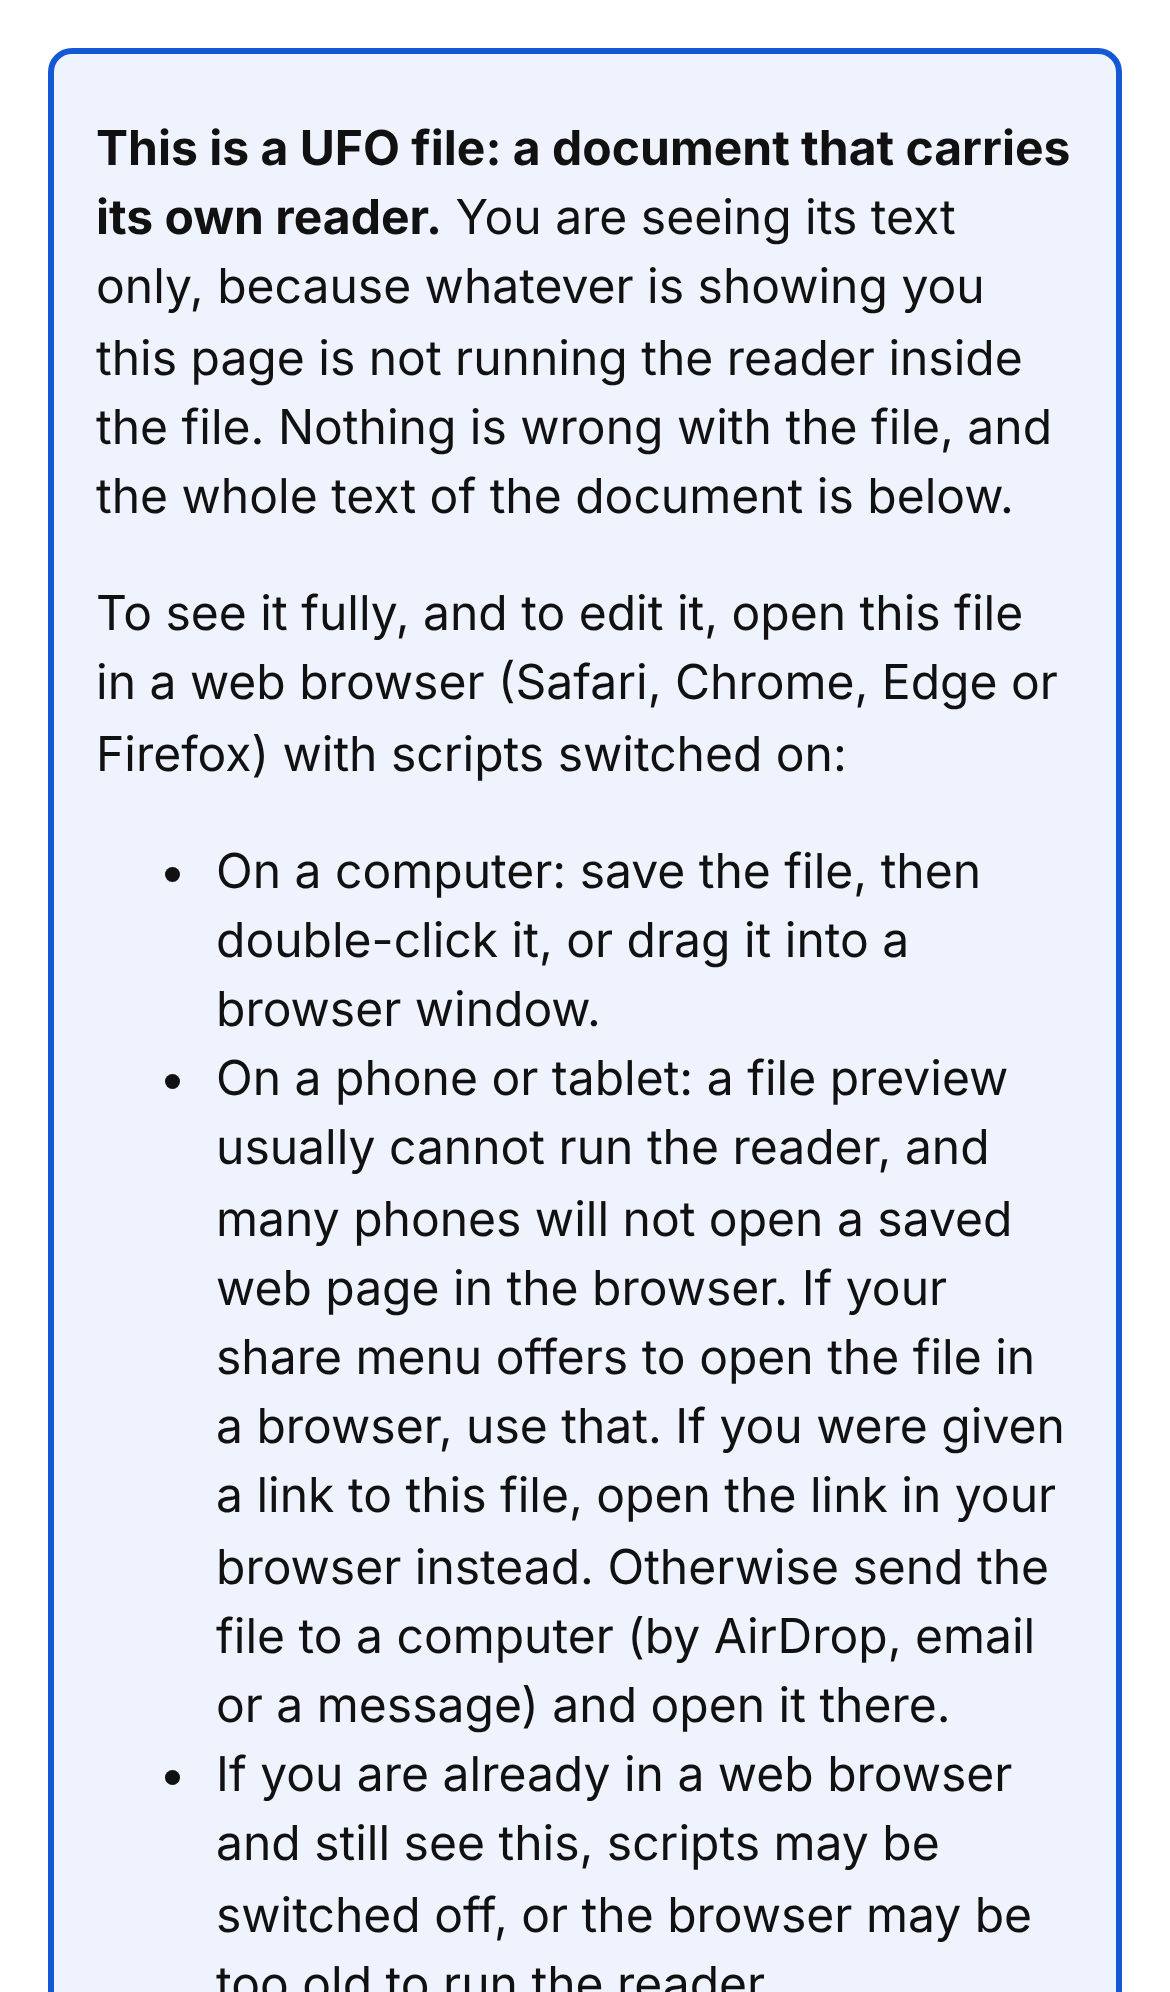 This is a UFO file: a document that carries
its own reader. You are seeing its text
only, because whatever is showing you
this page is not running the reader inside
the file. Nothing is wrong with the file, and
the whole text of the document is below.
To see it fully, and to edit it, open this file
in a web browser (Safari, Chrome, Edge or
Firefox) with scripts switched on:
• On a computer: save the file, then
double-click it, or drag it into a
browser window.
• On a phone or tablet: a file preview
usually cannot run the reader, and
many phones will not open a saved
web page in the browser. If your
share menu offers to open the file in
a browser, use that. If you were given
a link to this file, open the link in your
browser instead. Otherwise send the
file to a computer (by AirDrop, email
or a message) and open it there.
• If you are already in a web browser
and still see this, scripts may be
switched off, or the browser may be
too old to run the reader